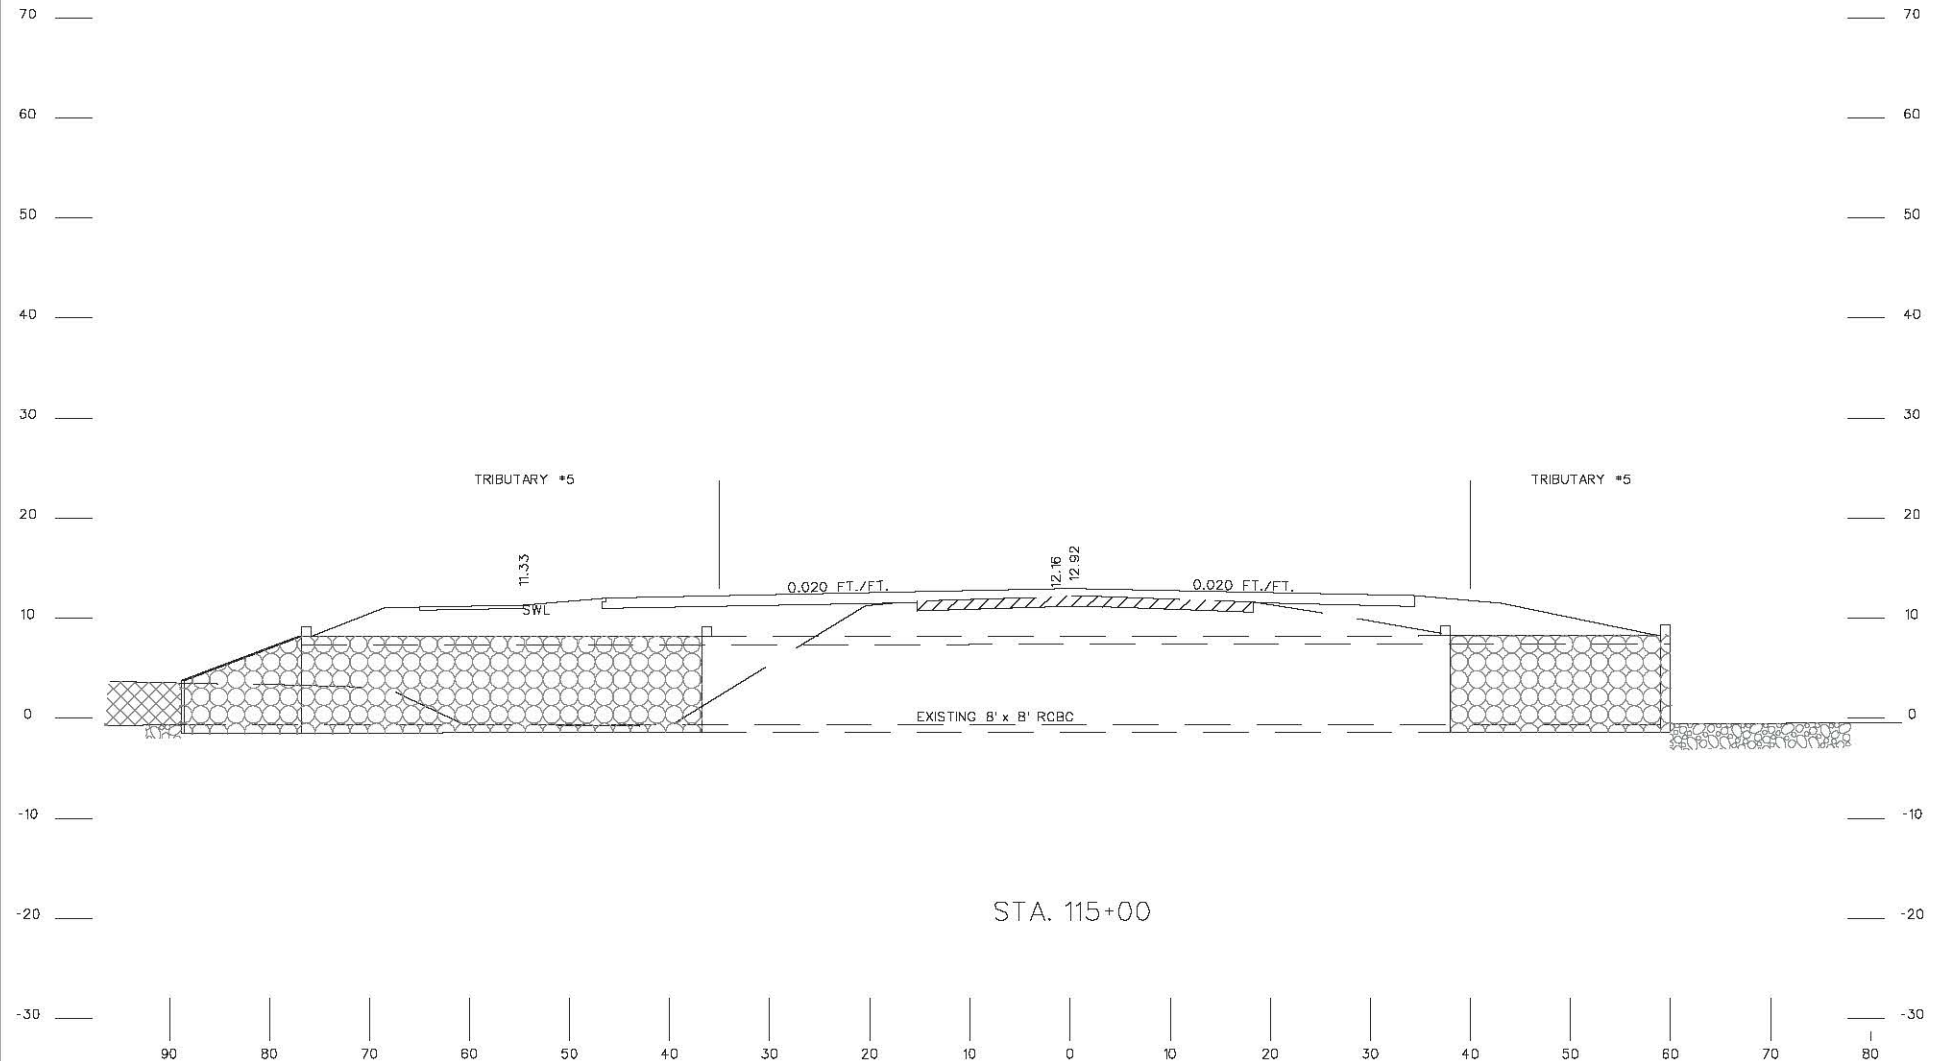 70 70
60 60
50 50
40 40
30 30
TRIBUTARY #5 TRIBUTARY #5
20 20
11.33 12.16 12.92
0.020 FT./FT. 0.020 FT./FT.
SWL
10 10
EXISTING 8' x 8' RCBC
0 0
-10 -10
STA. 115+00
-20 -20
-30 -30
90 80 70 60 50 40 30 20 10 0 10 20 30 40 50 60 70 80